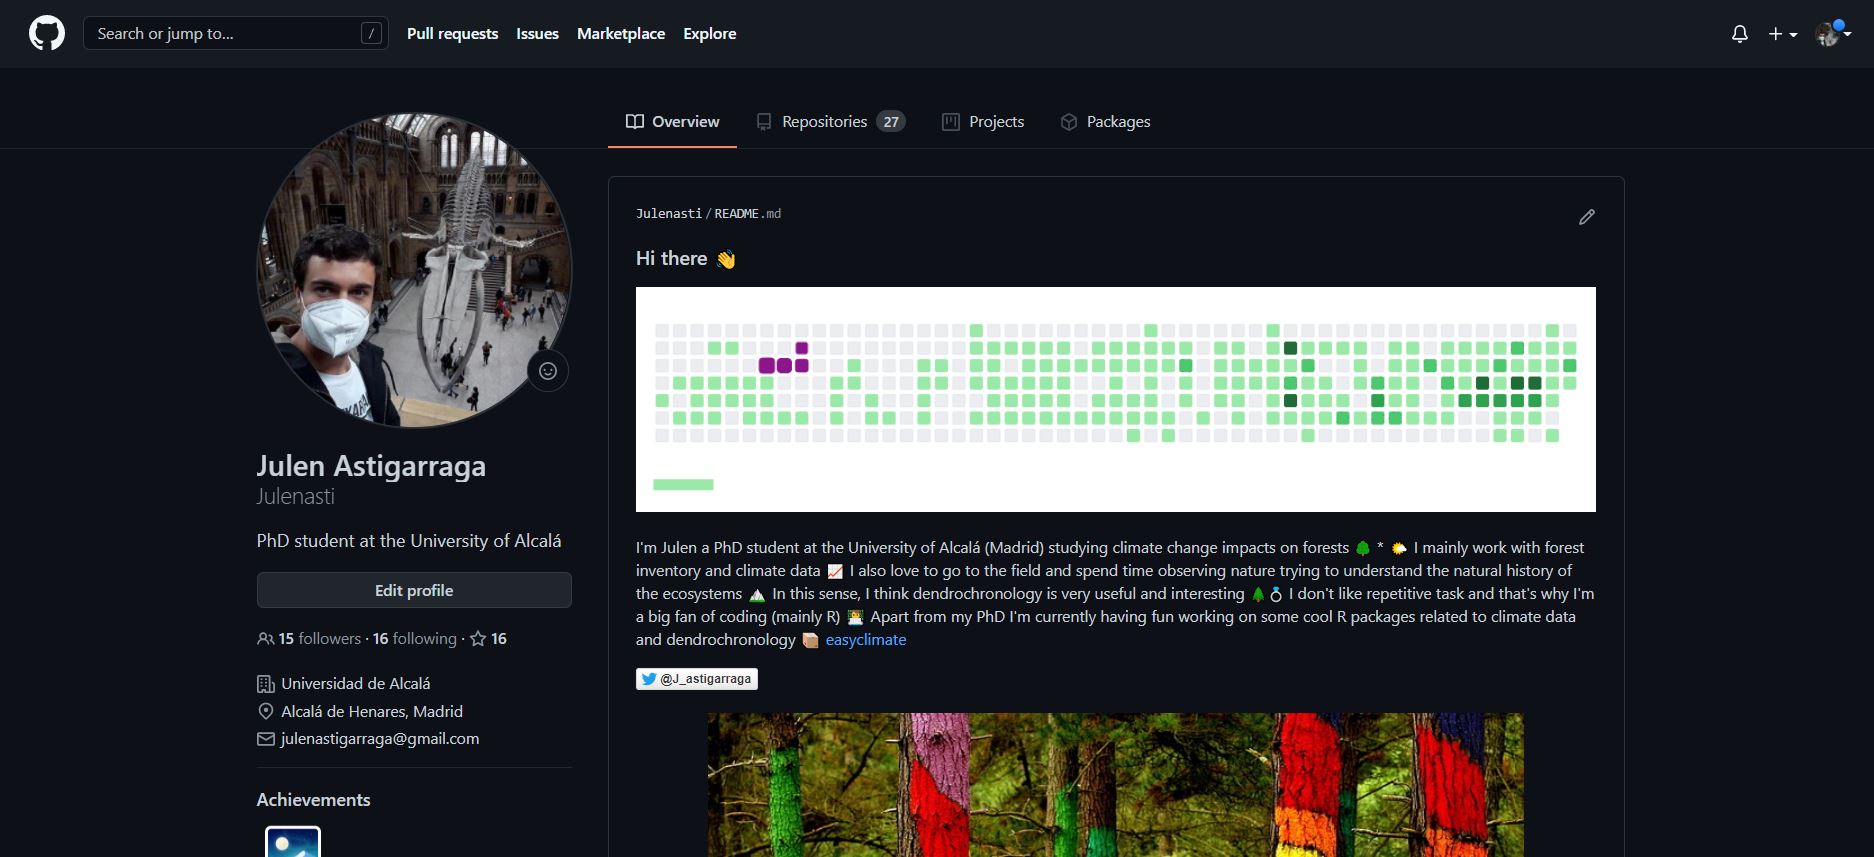 Search or jump to... /
Pull requests
Issues
Marketplace
Explore
Overview
Repositories 27
Projects
Packages
Julenasti/README.md
Hi there 👋
I'm Julen a PhD student at the University of Alcalá (Madrid) studying climate change impacts on forests 🌳 * 🌤️ I mainly work with forest
inventory and climate data 📈 I also love to go to the field and spend time observing nature trying to understand the natural history of
the ecosystems 🏔️ In this sense, I think dendrochronology is very useful and interesting 🌲💍 I don't like repetitive task and that's why I'm
a big fan of coding (mainly R) 👨‍💻 Apart from my PhD I'm currently having fun working on some cool R packages related to climate data
and dendrochronology 📦 easyclimate
@J_astigarraga
Julen Astigarraga
Julenasti
PhD student at the University of Alcalá
Edit profile
15 followers · 16 following · 16
Universidad de Alcalá
Alcalá de Henares, Madrid
julenastigarraga@gmail.com
Achievements